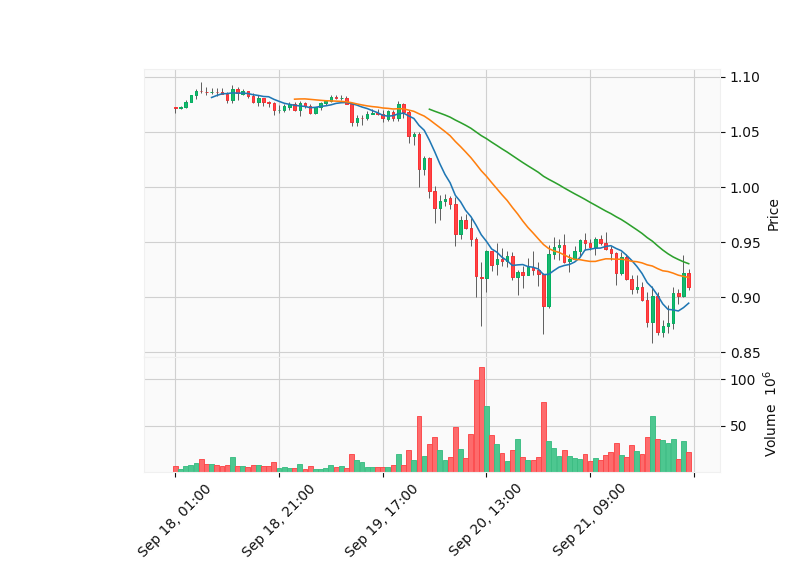 1.10
1.05
1.00
0.95
0.90
0.85
Price
100
50
Volume 10^6
Sep 18, 01:00
Sep 18, 21:00
Sep 19, 17:00
Sep 20, 13:00
Sep 21, 09:00